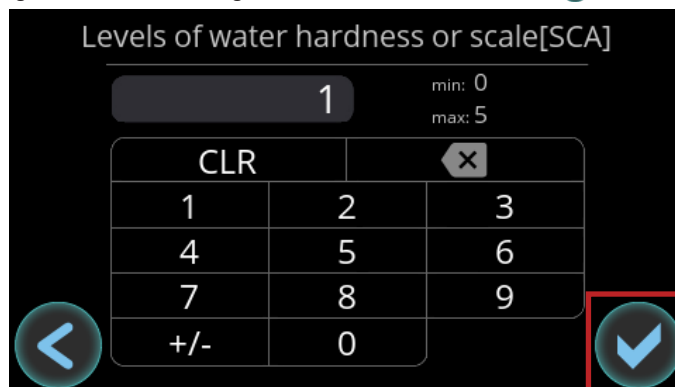 Levels of water hardness or scale[SCA]
1
min: 0
max: 5
CLR
1 2 3
4 5 6
7 8 9
+/- 0